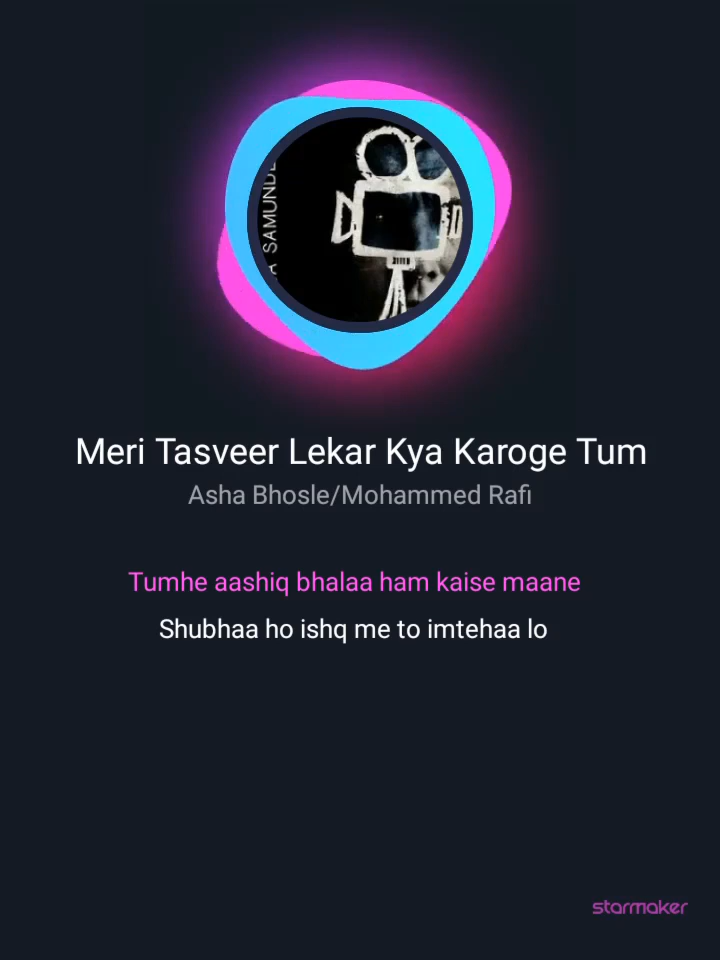 A SAMUNDE
Meri Tasveer Lekar Kya Karoge Tum
Asha Bhosle/Mohammed Rafi
Tumhe aashiq bhalaa ham kaise maane
Shubhaa ho ishq me to imtehaa lo
starmaker